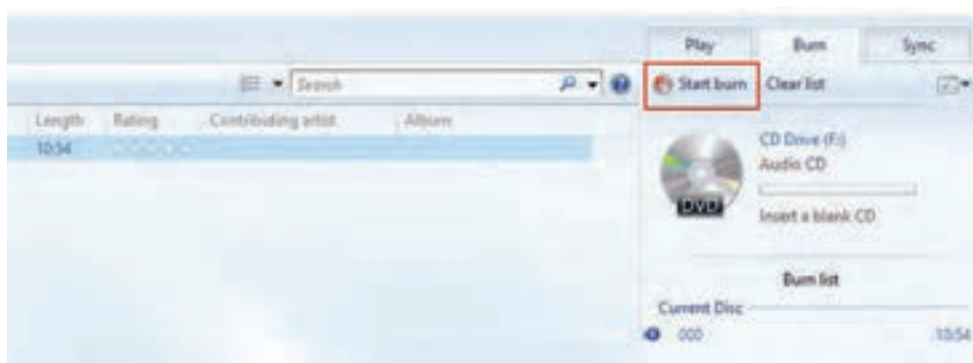 Play Burn Sync
Search
Start burn Clear list
Length Rating Contributing artist Album
10:54
CD Drive (F:)
Audio CD
DVD
Insert a blank CD
Burn list
Current Disc
000 10:54